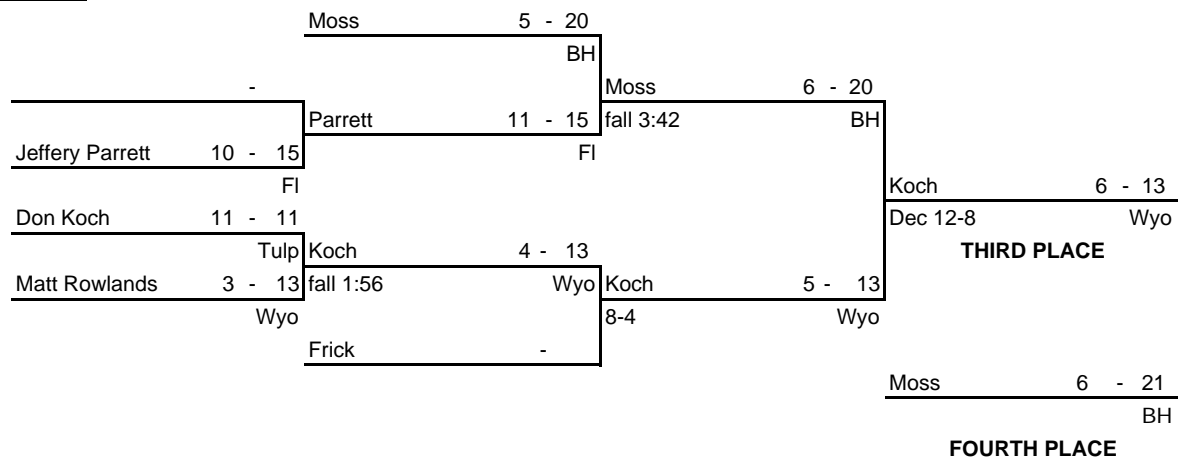 Moss 5 - 20
BH
- Moss 6 - 20
Parrett 11 - 15 fall 3:42 BH
Jeffery Parrett 10 - 15 Fl
Fl Koch 6 - 13
Don Koch 11 - 11 Dec 12-8 Wyo
Tulp Koch 4 - 13 THIRD PLACE
Matt Rowlands 3 - 13 fall 1:56 Wyo Koch 5 - 13
Wyo 8-4 Wyo
Frick -
Moss 6 - 21
BH
FOURTH PLACE